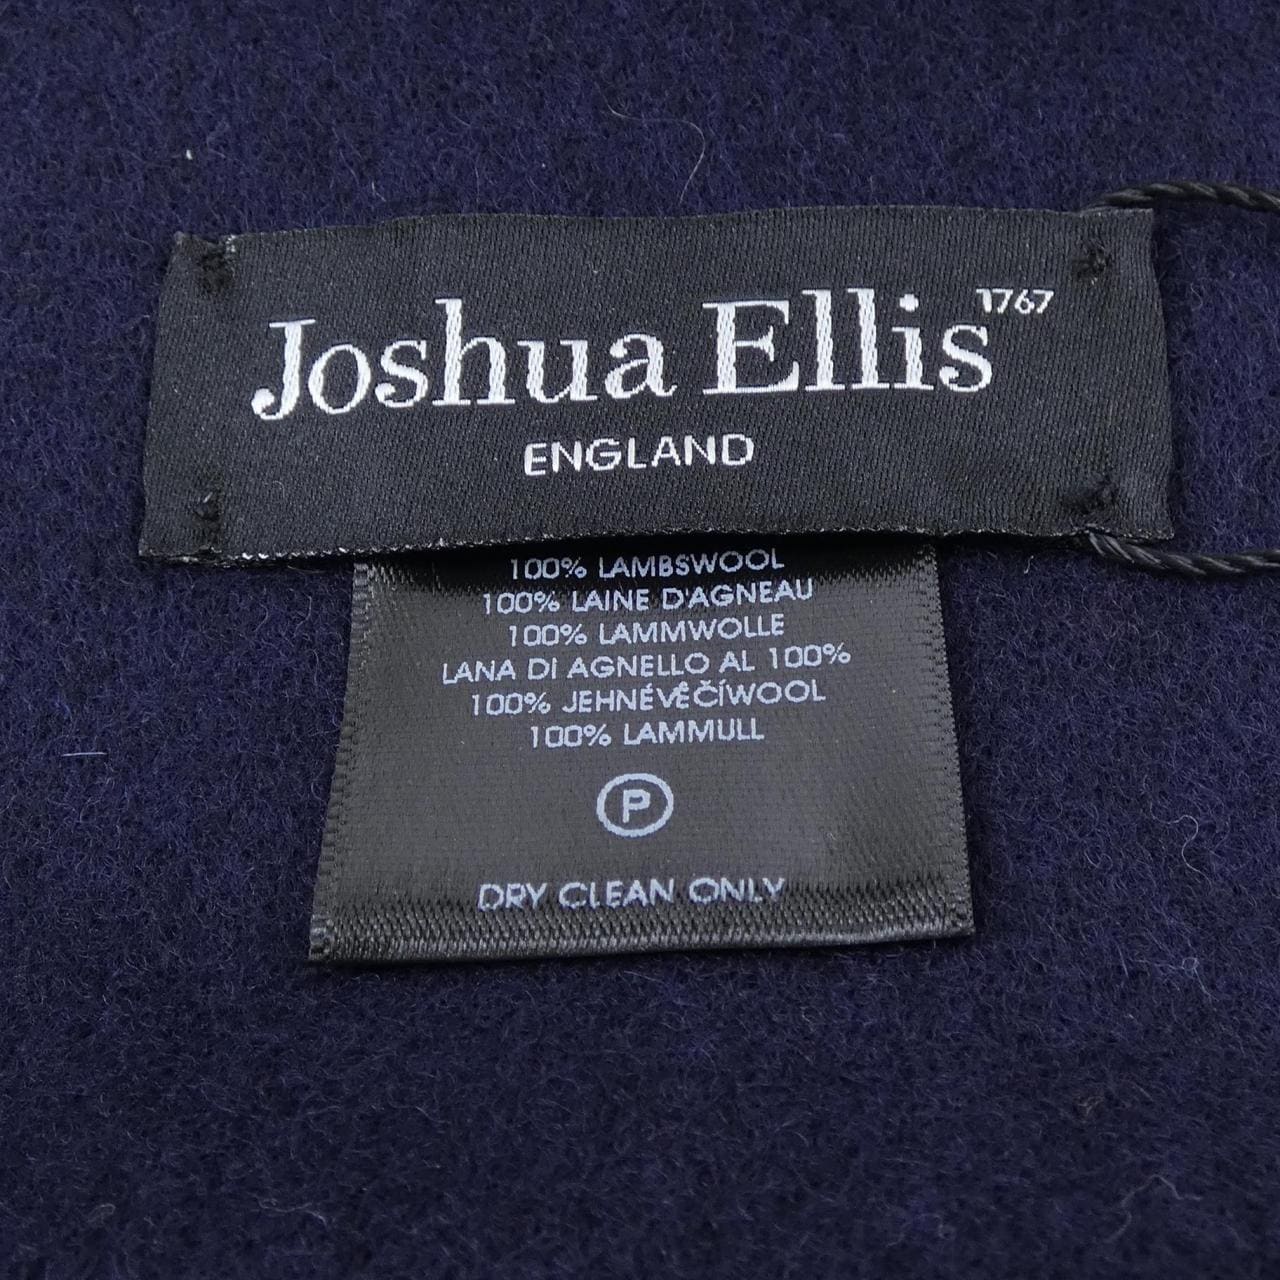 Joshua Ellis 1767
ENGLAND
100% LAMBSWOOL
100% LAINE D'AGNEAU
100% LAMMWOLLE
LANA DI AGNELLO AL 100%
100% JEHNÉVĚČÍWOOL
100% LAMMULL
P
DRY CLEAN ONLY